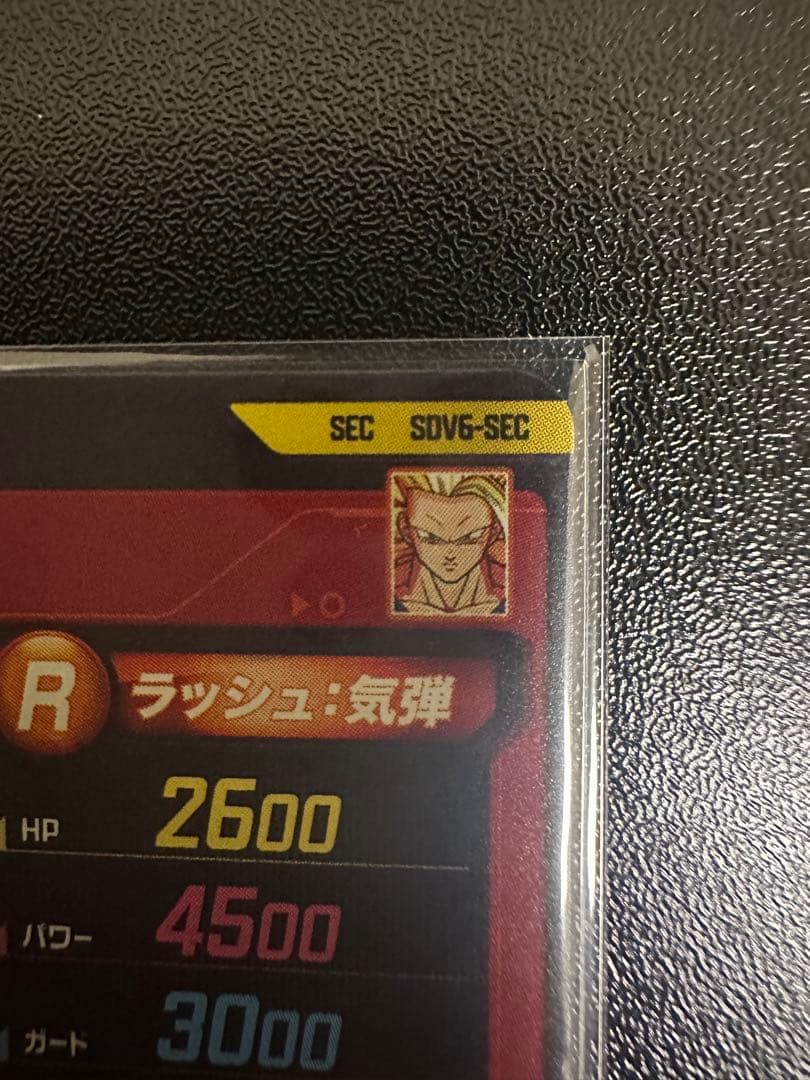 SEC SDV6-SEC
R ラッシュ:気弾
HP 2600
パワー 4500
ガード 3000